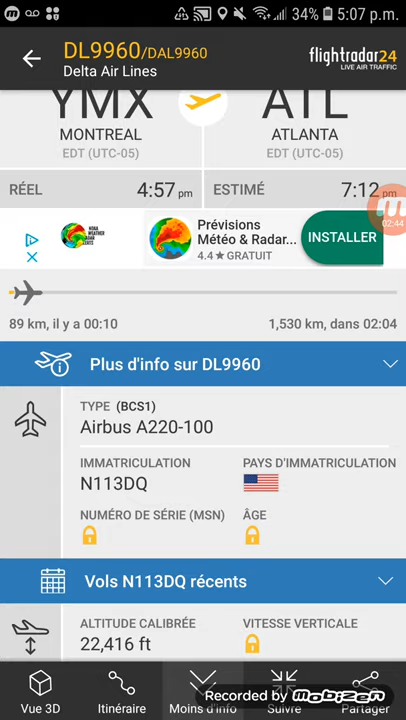 34% 5:07 p.m.
DL9960/DAL9960
Delta Air Lines
flightradar24
LIVE AIR TRAFFIC
YMX ATL
MONTREAL ATLANTA
EDT (UTC-05) EDT (UTC-05)
RÉEL 4:57 pm ESTIMÉ 7:12 pm
02:44
Prévisions
Météo & Radar...
4.4★GRATUIT
INSTALLER
89 km, il y a 00:10 1,530 km, dans 02:04
Plus d'info sur DL9960
TYPE (BCS1)
Airbus A220-100
IMMATRICULATION PAYS D'IMMATRICULATION
N113DQ
NUMÉRO DE SÉRIE (MSN) ÂGE
Vols N113DQ récents
ALTITUDE CALIBRÉE VITESSE VERTICALE
22,416 ft
Recorded by Mobizen
Vue 3D Itinéraire Moins d'info Suivre Partager